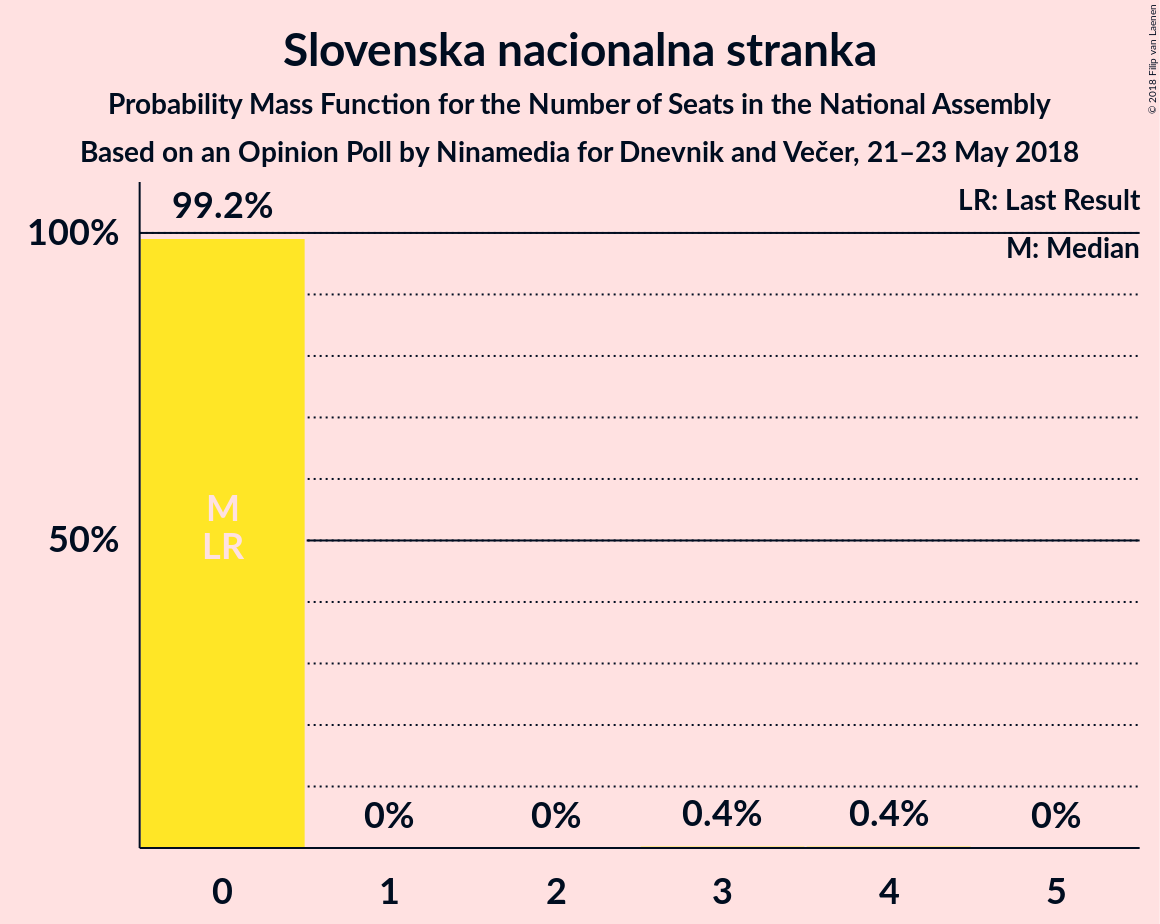 Slovenska nacionalna stranka
Probability Mass Function for the Number of Seats in the National Assembly
Based on an Opinion Poll by Ninamedia for Dnevnik and Večer, 21–23 May 2018
© 2018 Filip van Laenen
LR: Last Result
M: Median
99.2%
100%
M
LR
50%
0%
0%
0.4%
0.4%
0%
0
1
2
3
4
5